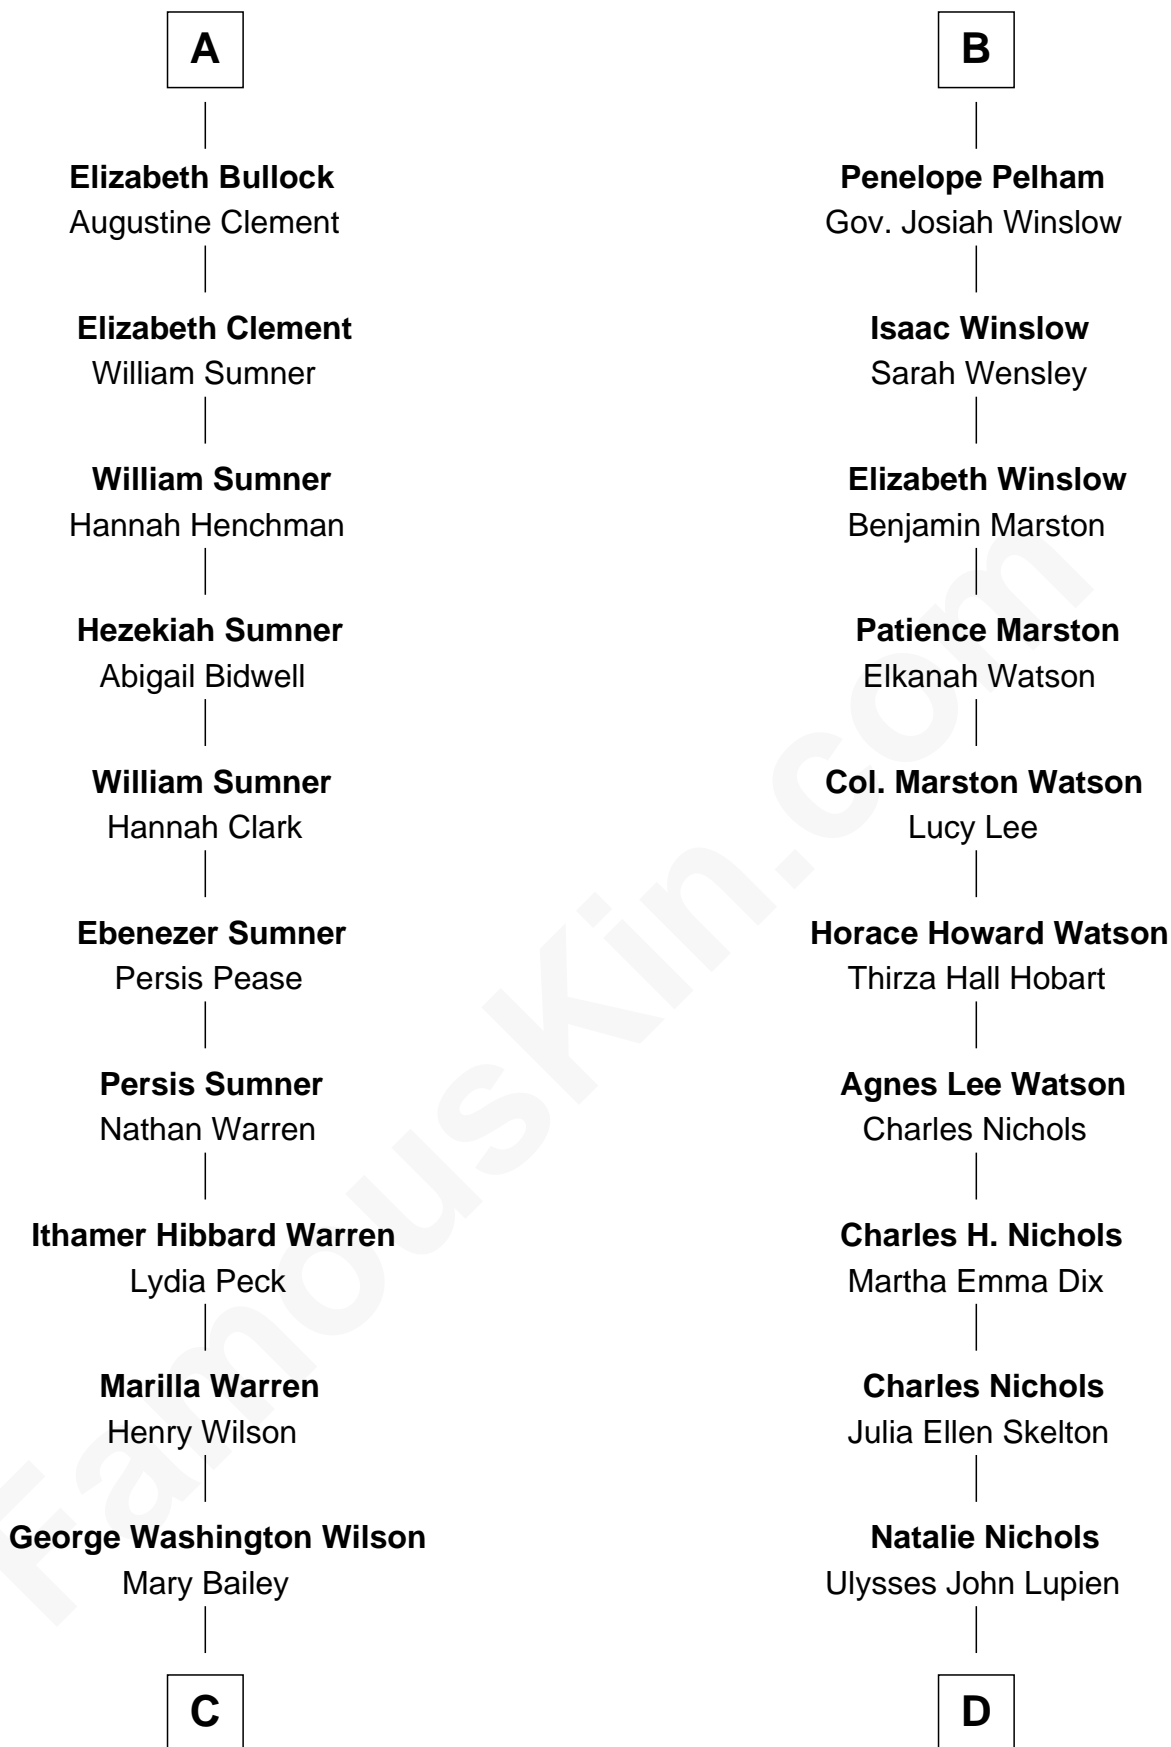 A
Elizabeth Bullock
Augustine Clement
Elizabeth Clement
William Sumner
William Sumner
Hannah Henchman
Hezekiah Sumner
Abigail Bidwell
William Sumner
Hannah Clark
Ebenezer Sumner
Persis Pease
Persis Sumner
Nathan Warren
Ithamer Hibbard Warren
Lydia Peck
Marilla Warren
Henry Wilson
George Washington Wilson
Mary Bailey
C
B
Penelope Pelham
Gov. Josiah Winslow
Isaac Winslow
Sarah Wensley
Elizabeth Winslow
Benjamin Marston
Patience Marston
Elkanah Watson
Col. Marston Watson
Lucy Lee
Horace Howard Watson
Thirza Hall Hobart
Agnes Lee Watson
Charles Nichols
Charles H. Nichols
Martha Emma Dix
Charles Nichols
Julia Ellen Skelton
Natalie Nichols
Ulysses John Lupien
D
FamousKin.com